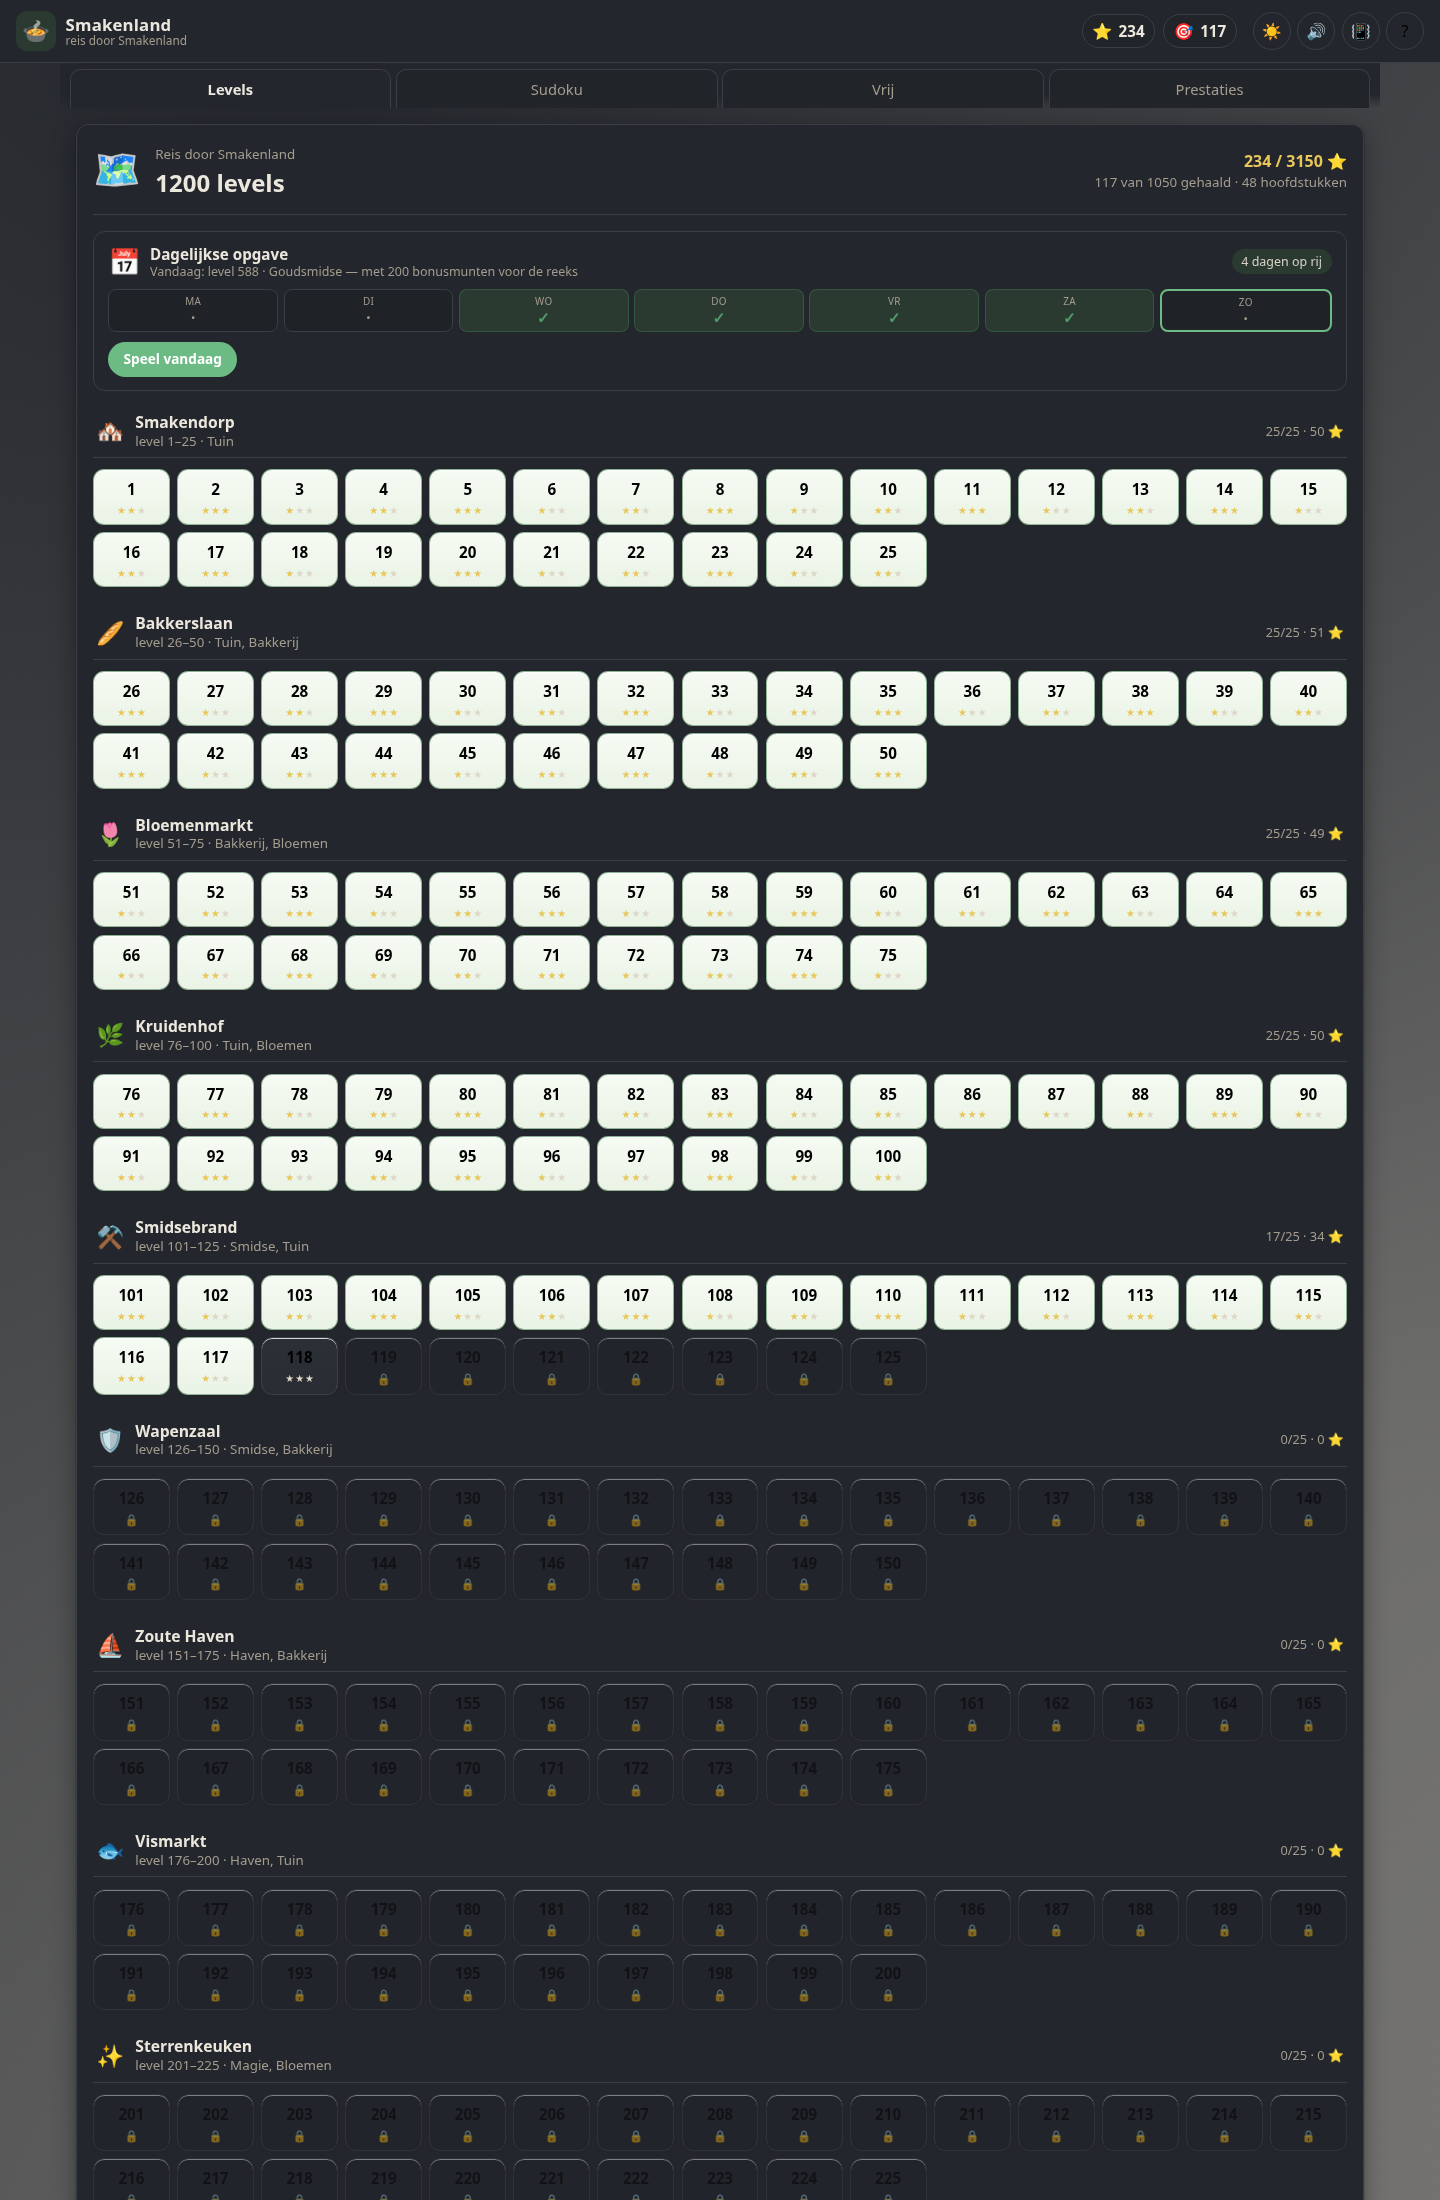 Smakenland
reis door Smakenland
234
117
?
Levels
Sudoku
Vrij
Prestaties
Reis door Smakenland
1200 levels
234 / 3150
117 van 1050 gehaald · 48 hoofdstukken
Dagelijkse opgave
Vandaag: level 588 · Goudsmidse — met 200 bonusmunten voor de reeks
4 dagen op rij
MA DI WO DO VR ZA ZO
Speel vandaag
Smakendorp
level 1–25 · Tuin
25/25 · 50
1 2 3 4 5 6 7 8 9 10 11 12 13 14 15
16 17 18 19 20 21 22 23 24 25
Bakkerslaan
level 26–50 · Tuin, Bakkerij
25/25 · 51
26 27 28 29 30 31 32 33 34 35 36 37 38 39 40
41 42 43 44 45 46 47 48 49 50
Bloemenmarkt
level 51–75 · Bakkerij, Bloemen
25/25 · 49
51 52 53 54 55 56 57 58 59 60 61 62 63 64 65
66 67 68 69 70 71 72 73 74 75
Kruidenhof
level 76–100 · Tuin, Bloemen
25/25 · 50
76 77 78 79 80 81 82 83 84 85 86 87 88 89 90
91 92 93 94 95 96 97 98 99 100
Smidsebrand
level 101–125 · Smidse, Tuin
17/25 · 34
101 102 103 104 105 106 107 108 109 110 111 112 113 114 115
116 117 118 119 120 121 122 123 124 125
Wapenzaal
level 126–150 · Smidse, Bakkerij
0/25 · 0
126 127 128 129 130 131 132 133 134 135 136 137 138 139 140
141 142 143 144 145 146 147 148 149 150
Zoute Haven
level 151–175 · Haven, Bakkerij
0/25 · 0
151 152 153 154 155 156 157 158 159 160 161 162 163 164 165
166 167 168 169 170 171 172 173 174 175
Vismarkt
level 176–200 · Haven, Tuin
0/25 · 0
176 177 178 179 180 181 182 183 184 185 186 187 188 189 190
191 192 193 194 195 196 197 198 199 200
Sterrenkeuken
level 201–225 · Magie, Bloemen
0/25 · 0
201 202 203 204 205 206 207 208 209 210 211 212 213 214 215
216 217 218 219 220 221 222 223 224 225